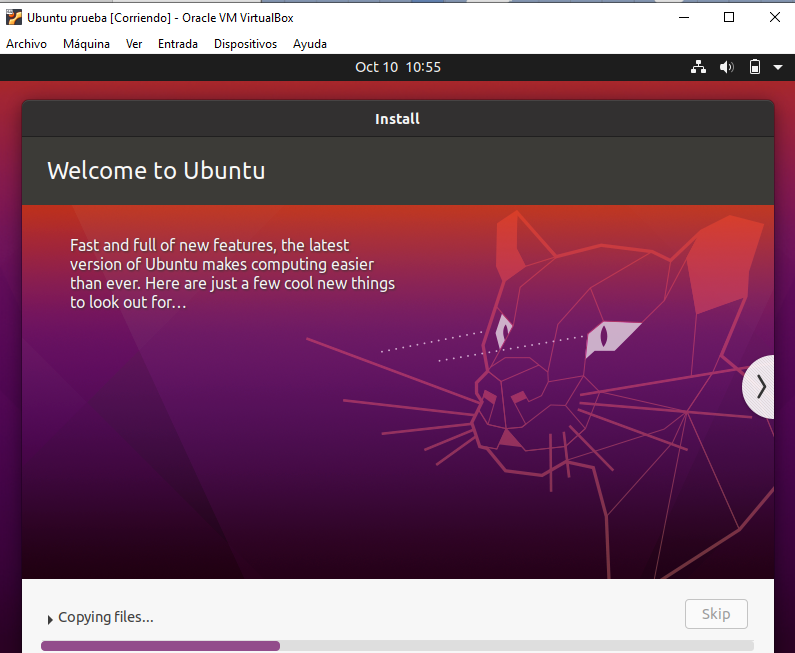 Ubuntu prueba [Corriendo] - Oracle VM VirtualBox
Archivo Máquina Ver Entrada Dispositivos Ayuda
Oct 10 10:55
Install
Welcome to Ubuntu
Fast and full of new features, the latest
version of Ubuntu makes computing easier
than ever. Here are just a few cool new things
to look out for…
Copying files…
Skip